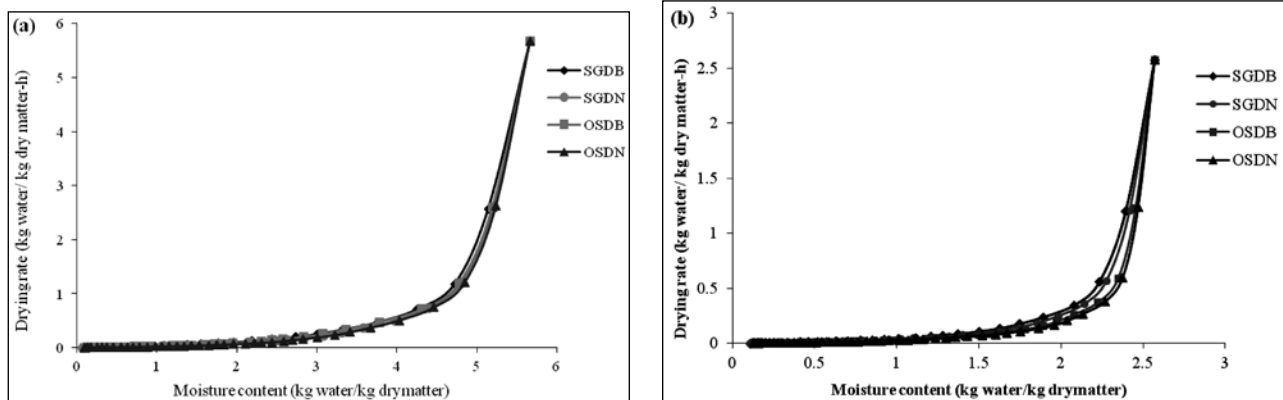 (a)
Drying rate (kg water/ kg dry matter-h)
6
5
4
3
2
1
0
SGDB
SGDN
OSDB
OSDN
0 1 2 3 4 5 6
Moisture content (kg water/kg drymatter)
(b)
Drying rate (kg water/ kg dry matter-h)
3
2.5
2
1.5
1
0.5
0
SGDB
SGDN
OSDB
OSDN
0 0.5 1 1.5 2 2.5 3
Moisture content (kg water/kg drymatter)